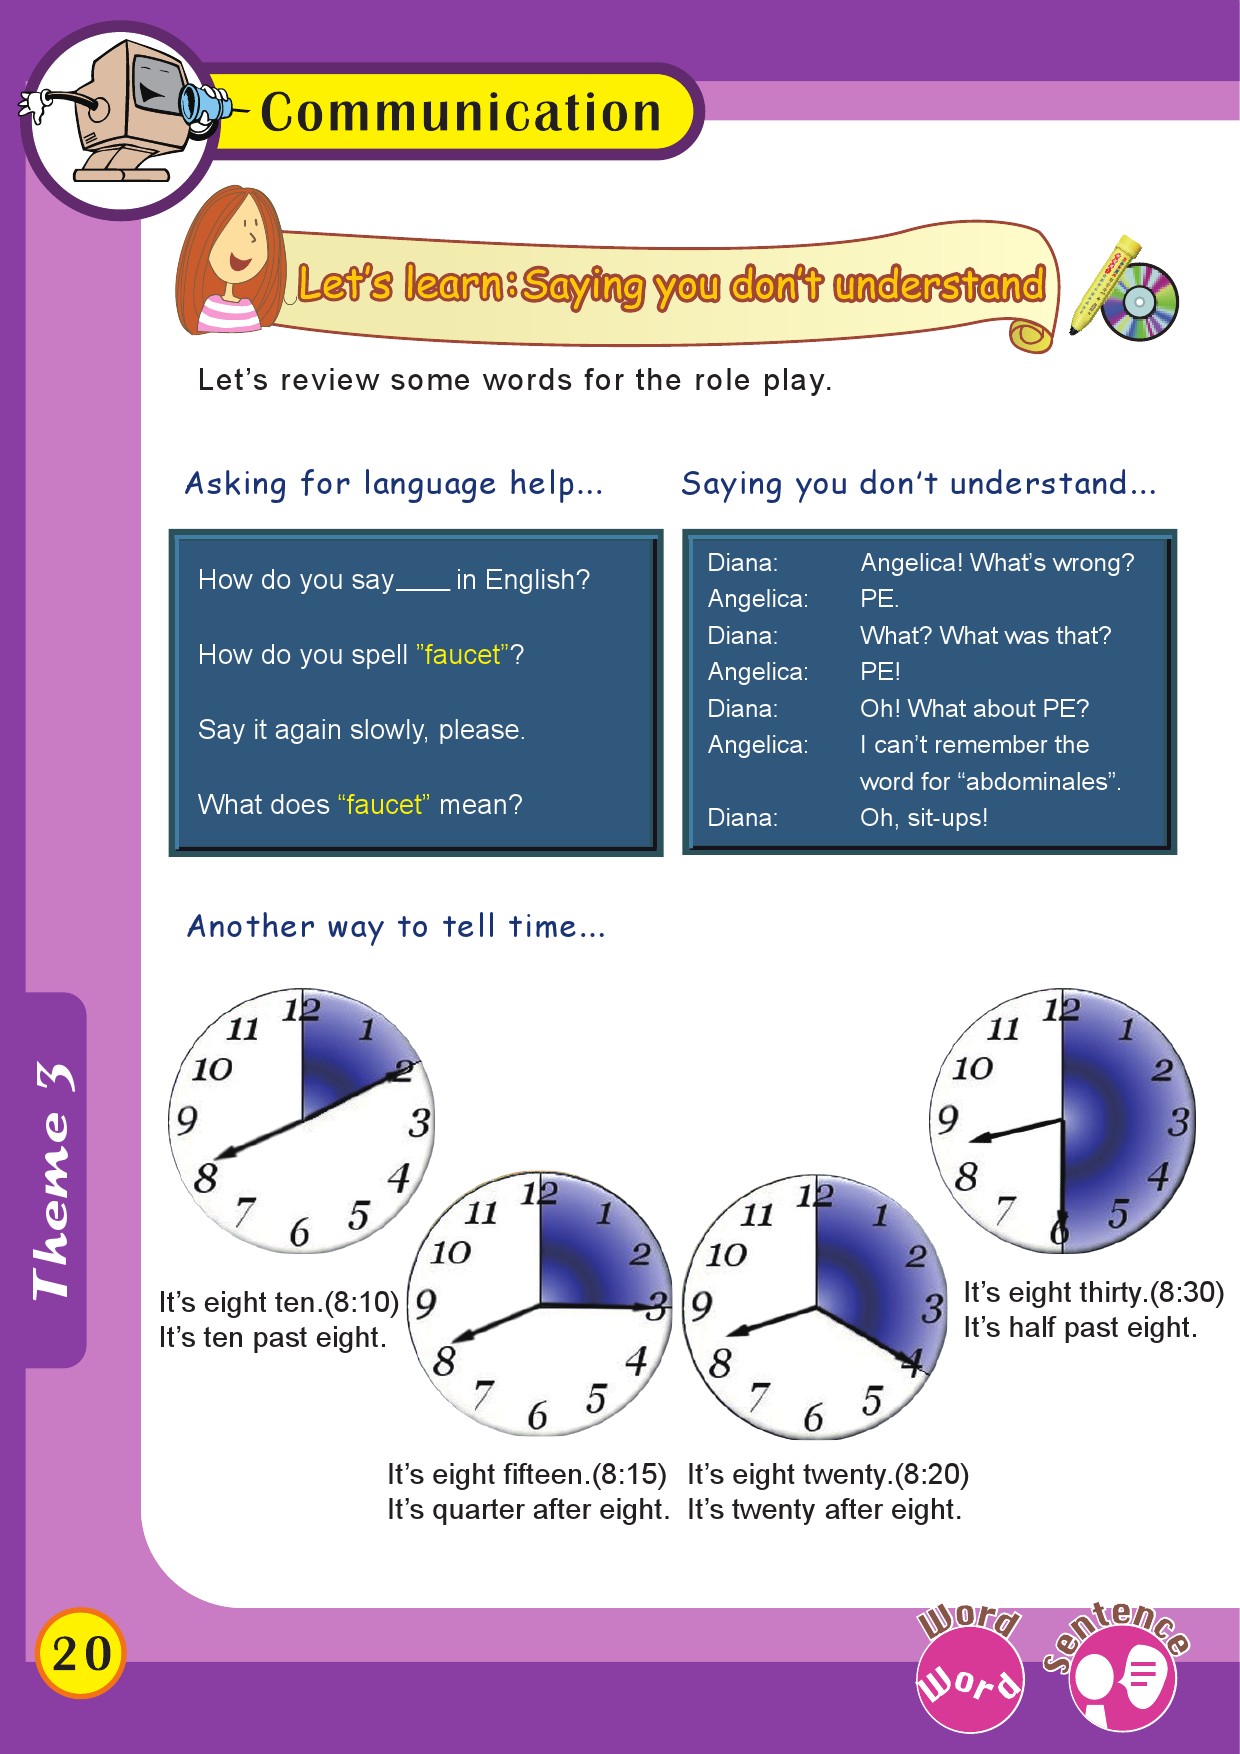 Communication
Let's learn:Saying you don't understand
Let's review some words for the role play.
Asking for language help...
How do you say____ in English?
How do you spell ”faucet”?
Say it again slowly, please.
What does “faucet” mean?
Saying you don't understand...
Diana: Angelica! What's wrong?
Angelica: PE.
Diana: What? What was that?
Angelica: PE!
Diana: Oh! What about PE?
Angelica: I can't remember the
word for “abdominales”.
Diana: Oh, sit-ups!
Another way to tell time...
12 1 2 3 4 5 6 7 8 9 10 11
It's eight ten.(8:10)
It's ten past eight.
12 1 2 3 4 5 6 7 8 9 10 11
It's eight fifteen.(8:15)
It's quarter after eight.
12 1 2 3 4 5 6 7 8 9 10 11
It's eight twenty.(8:20)
It's twenty after eight.
12 1 2 3 4 5 6 7 8 9 10 11
It's eight thirty.(8:30)
It's half past eight.
Theme 3
20
Word
Word
Sentence